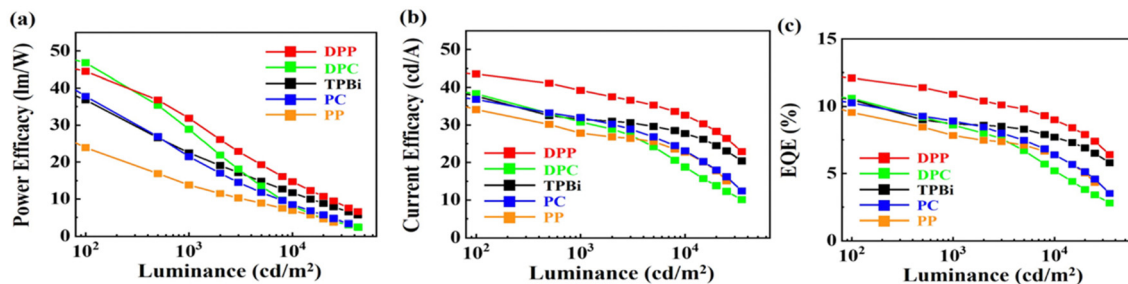 (a)
Power Efficacy (lm/W)
50
40
30
20
10
0
DPP
DPC
TPBi
PC
PP
10²
10³
10⁴
Luminance (cd/m²)
(b)
Current Efficacy (cd/A)
50
40
30
20
10
0
DPP
DPC
TPBi
PC
PP
10²
10³
10⁴
Luminance (cd/m²)
(c)
EQE (%)
15
10
5
0
DPP
DPC
TPBi
PC
PP
10²
10³
10⁴
Luminance (cd/m²)